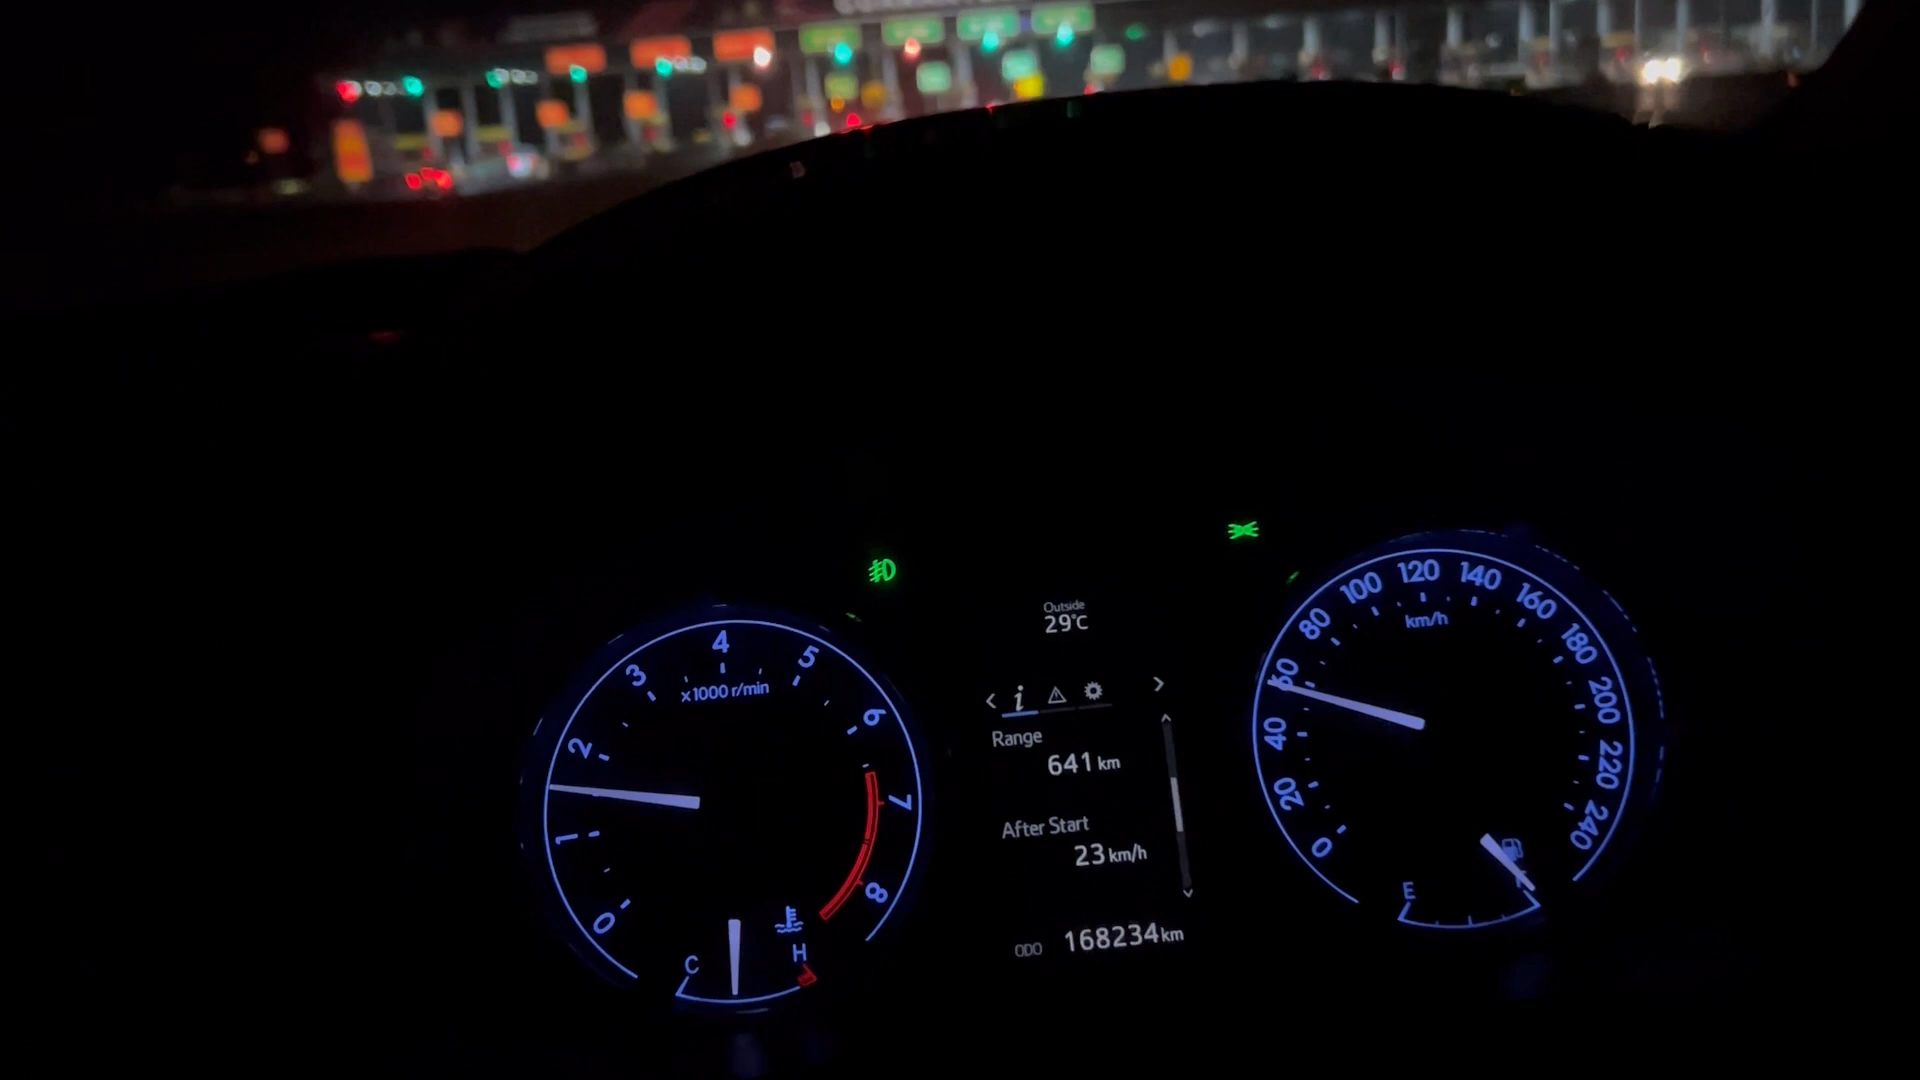 Outside
29°C
Range
641 km
After Start
23 km/h
ODO 168234 km
0
1
2
3
4
5
6
7
8
x1000 r/min
C
H
0
20
40
60
80
100
120
140
160
180
200
220
240
km/h
E